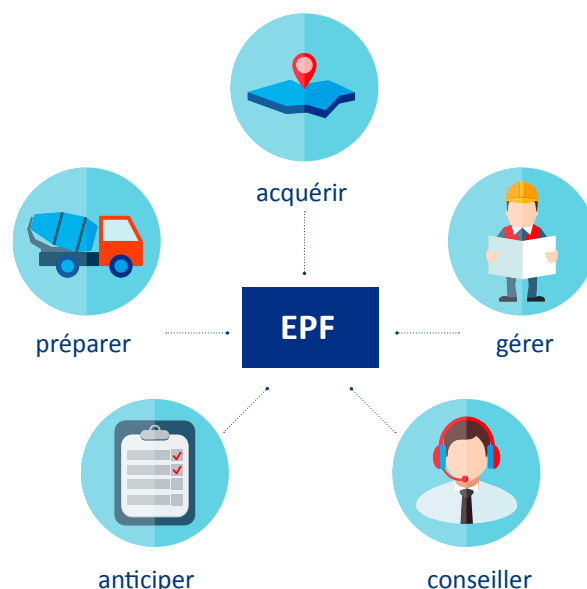 acquérir
préparer
EPF
gérer
anticiper
conseiller